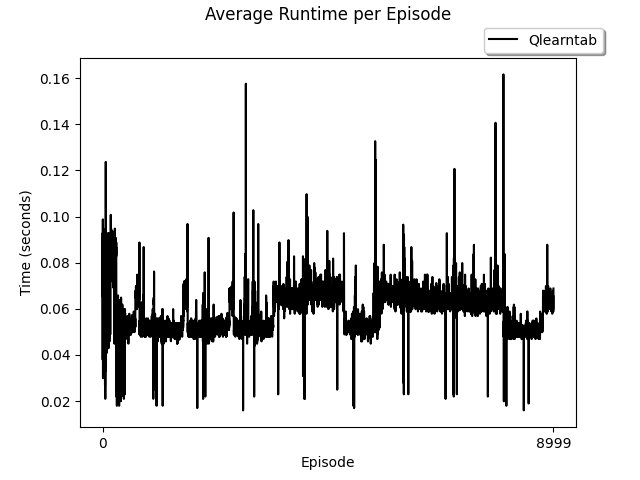 Average Runtime per Episode
Qlearntab
Time (seconds)
0.16
0.14
0.12
0.10
0.08
0.06
0.04
0.02
0 8999
Episode